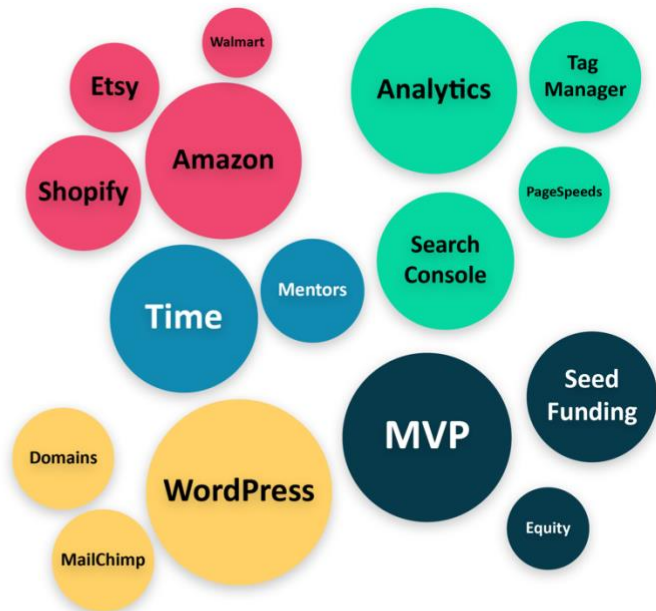 Walmart
Etsy
Amazon
Shopify
Analytics
Tag
Manager
PageSpeeds
Search
Console
Time
Mentors
MVP
Seed
Funding
Equity
Domains
WordPress
MailChimp